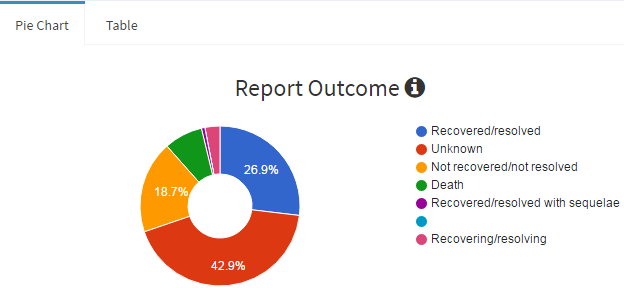 Pie Chart
Table
Report Outcome
26.9%
42.9%
18.7%
Recovered/resolved
Unknown
Not recovered/not resolved
Death
Recovered/resolved with sequelae
Recovering/resolving